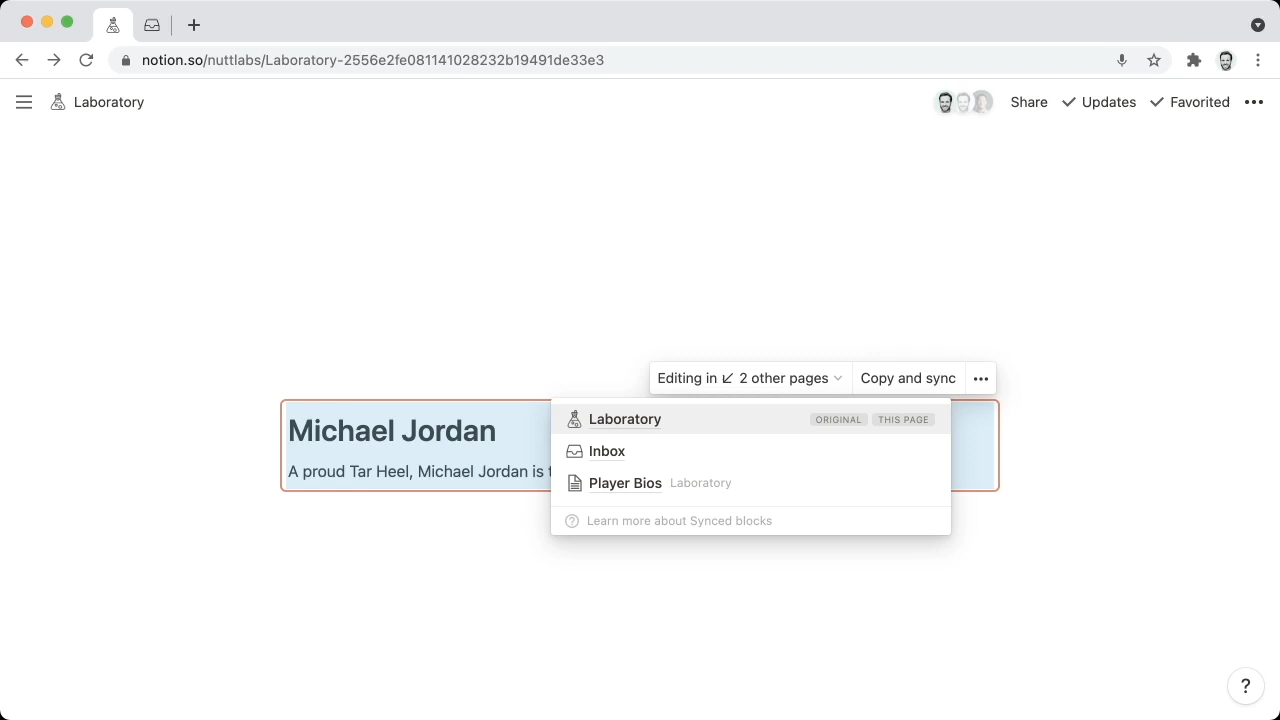 notion.so/nuttlabs/Laboratory-2556e2fe081141028232b19491de33e3
Laboratory
Share
Updates
Favorited
Editing in 2 other pages
Copy and sync
Laboratory ORIGINAL THIS PAGE
Michael Jordan
Inbox
A proud Tar Heel, Michael Jordan is
Player Bios Laboratory
Learn more about Synced blocks
?